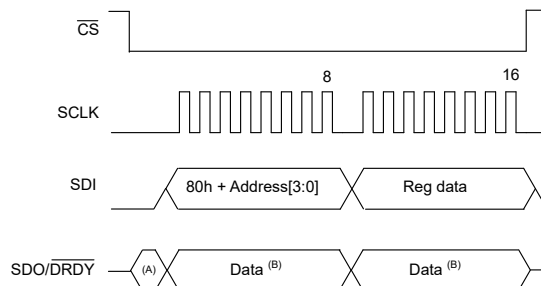 CS
8
16
SCLK
SDI
80h + Address[3:0]
Reg data
SDO/DRDY
(A)
Data (B)
Data (B)